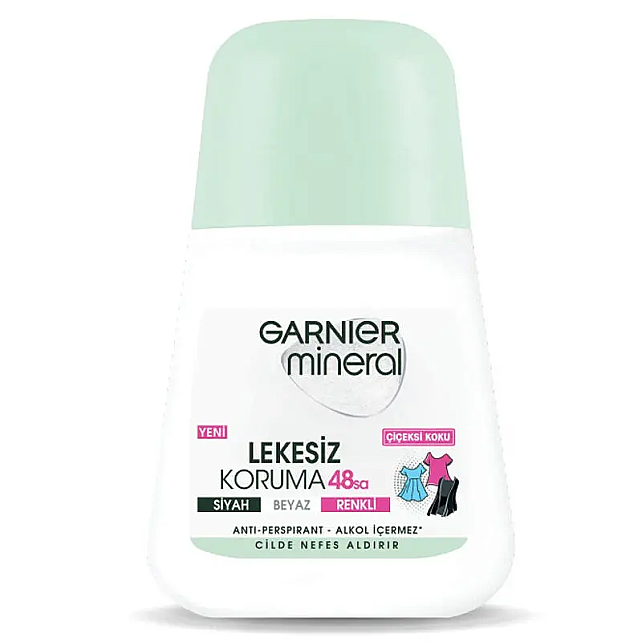 GARNIER
mineral
YENİ
ÇİÇEKSİ KOKU
LEKESİZ
KORUMA 48sa
SİYAH BEYAZ RENKLİ
ANTI-PERSPIRANT - ALKOL İÇERMEZ*
CİLDE NEFES ALDIRIR